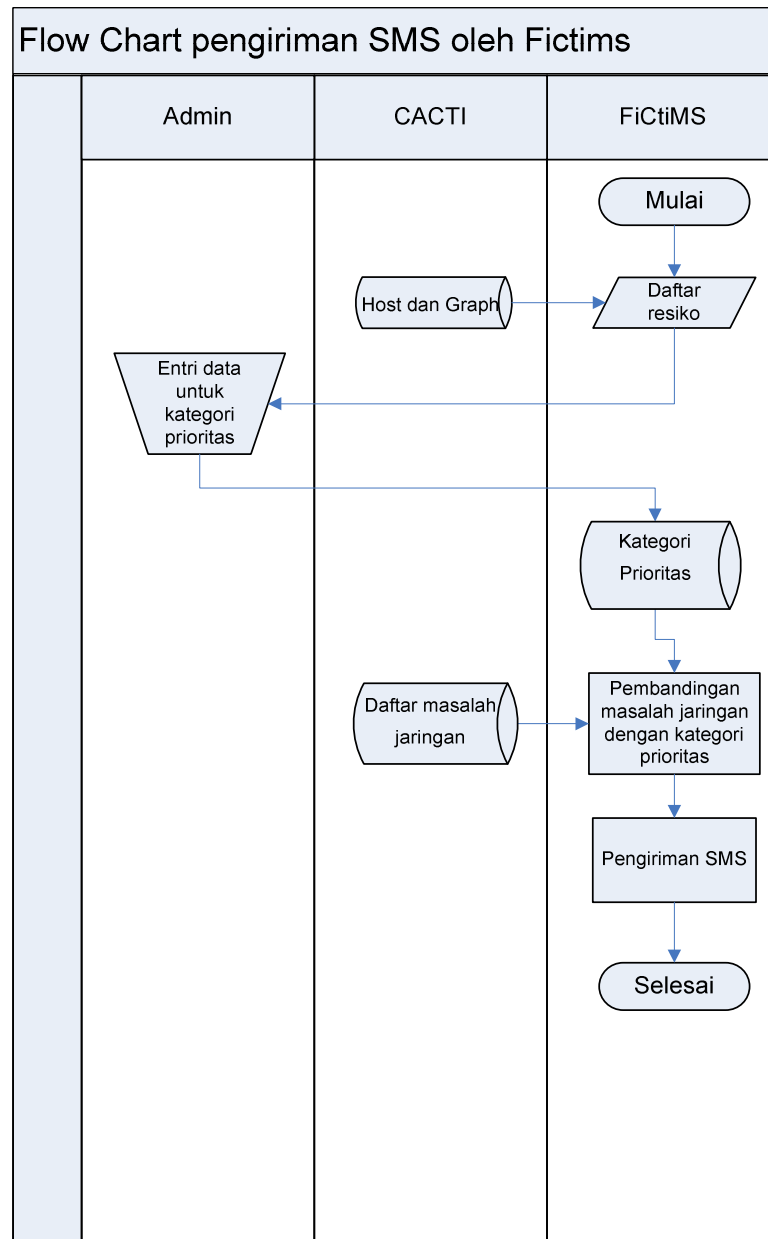 Flow Chart pengiriman SMS oleh Fictims
Admin
CACTI
FiCtiMS
Mulai
Host dan Graph
Daftar
resiko
Entri data
untuk
kategori
prioritas
Kategori
Prioritas
Daftar masalah
jaringan
Pembandingan
masalah jaringan
dengan kategori
prioritas
Pengiriman SMS
Selesai